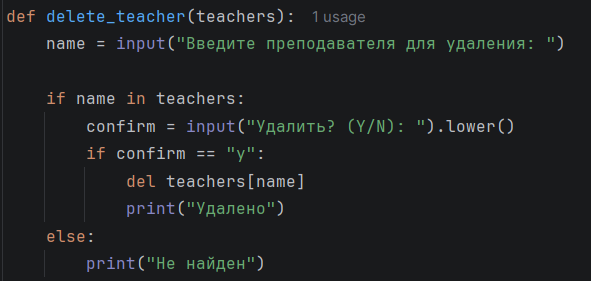 def delete_teacher(teachers): 1 usage
    name = input("Введите преподавателя для удаления: ")

    if name in teachers:
        confirm = input("Удалить? (Y/N): ").lower()
        if confirm == "y":
            del teachers[name]
            print("Удалено")
    else:
        print("Не найден")